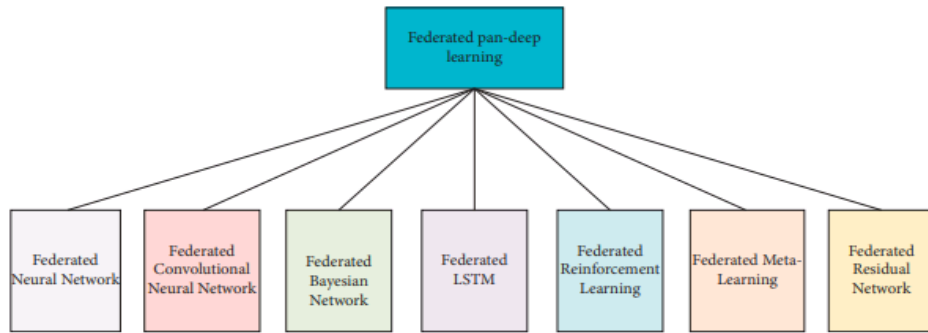 Federated pan-deep
learning
Federated
Neural Network
Federated
Convolutional
Neural Network
Federated
Bayesian
Network
Federated
LSTM
Federated
Reinforcement
Learning
Federated Meta-
Learning
Federated
Residual
Network